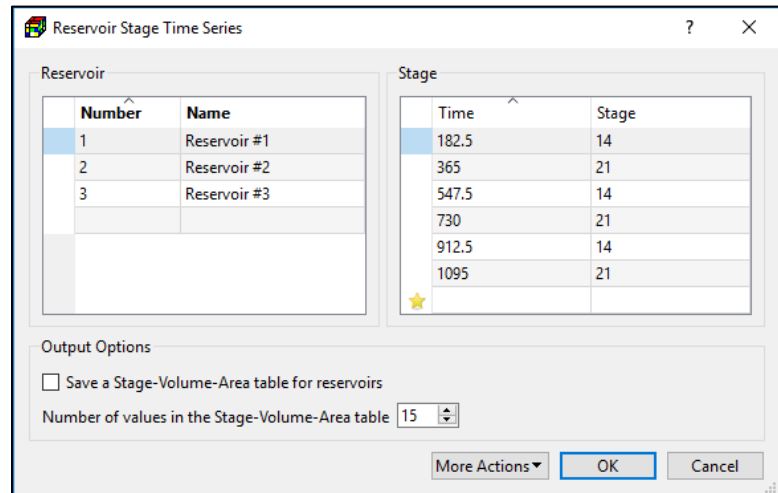 Reservoir Stage Time Series ? ×
Reservoir
Number Name
1 Reservoir #1
2 Reservoir #2
3 Reservoir #3
Stage
Time Stage
182.5 14
365 21
547.5 14
730 21
912.5 14
1095 21
Output Options
Save a Stage-Volume-Area table for reservoirs
Number of values in the Stage-Volume-Area table 15
More Actions OK Cancel